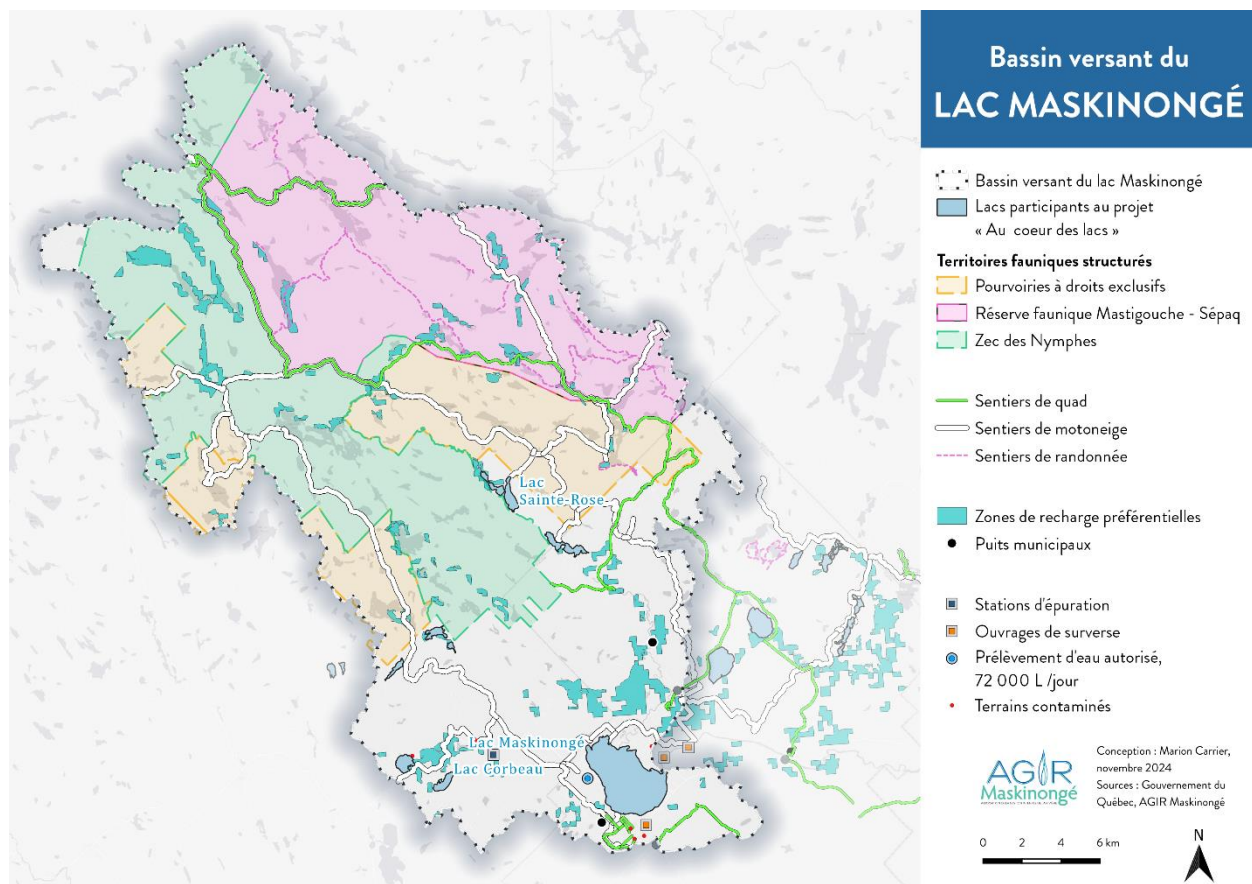 Bassin versant du
LAC MASKINONGÉ
Bassin versant du lac Maskinongé
Lacs participants au projet
« Au coeur des lacs »
Territoires fauniques structurés
Pourvoiries à droits exclusifs
Réserve faunique Mastigouche - Sépaq
Zec des Nymphes
Sentiers de quad
Sentiers de motoneige
Sentiers de randonnée
Zones de recharge préférentielles
Puits municipaux
Stations d'épuration
Ouvrages de surverse
Prélèvement d'eau autorisé,
72 000 L /jour
Terrains contaminés
Lac
Sainte-Rose
Lac Maskinongé
Lac Corbeau
AGIR
Maskinongé
Conception : Marion Carrier,
novembre 2024
Sources : Gouvernement du
Québec, AGIR Maskinongé
0 2 4 6 km
N